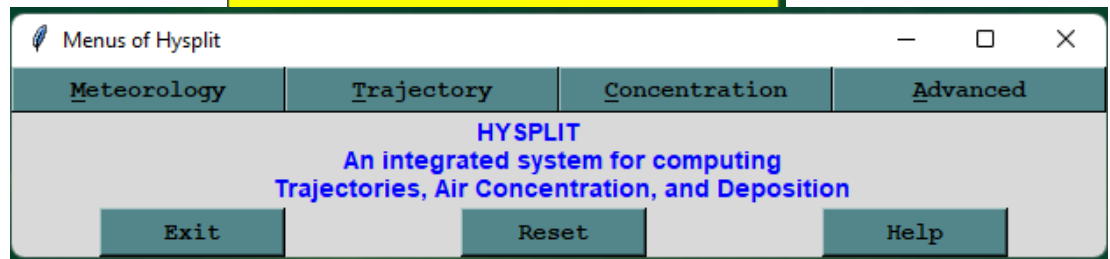 Menus of Hysplit
Meteorology Trajectory Concentration Advanced
HYSPLIT
An integrated system for computing
Trajectories, Air Concentration, and Deposition
Exit Reset Help